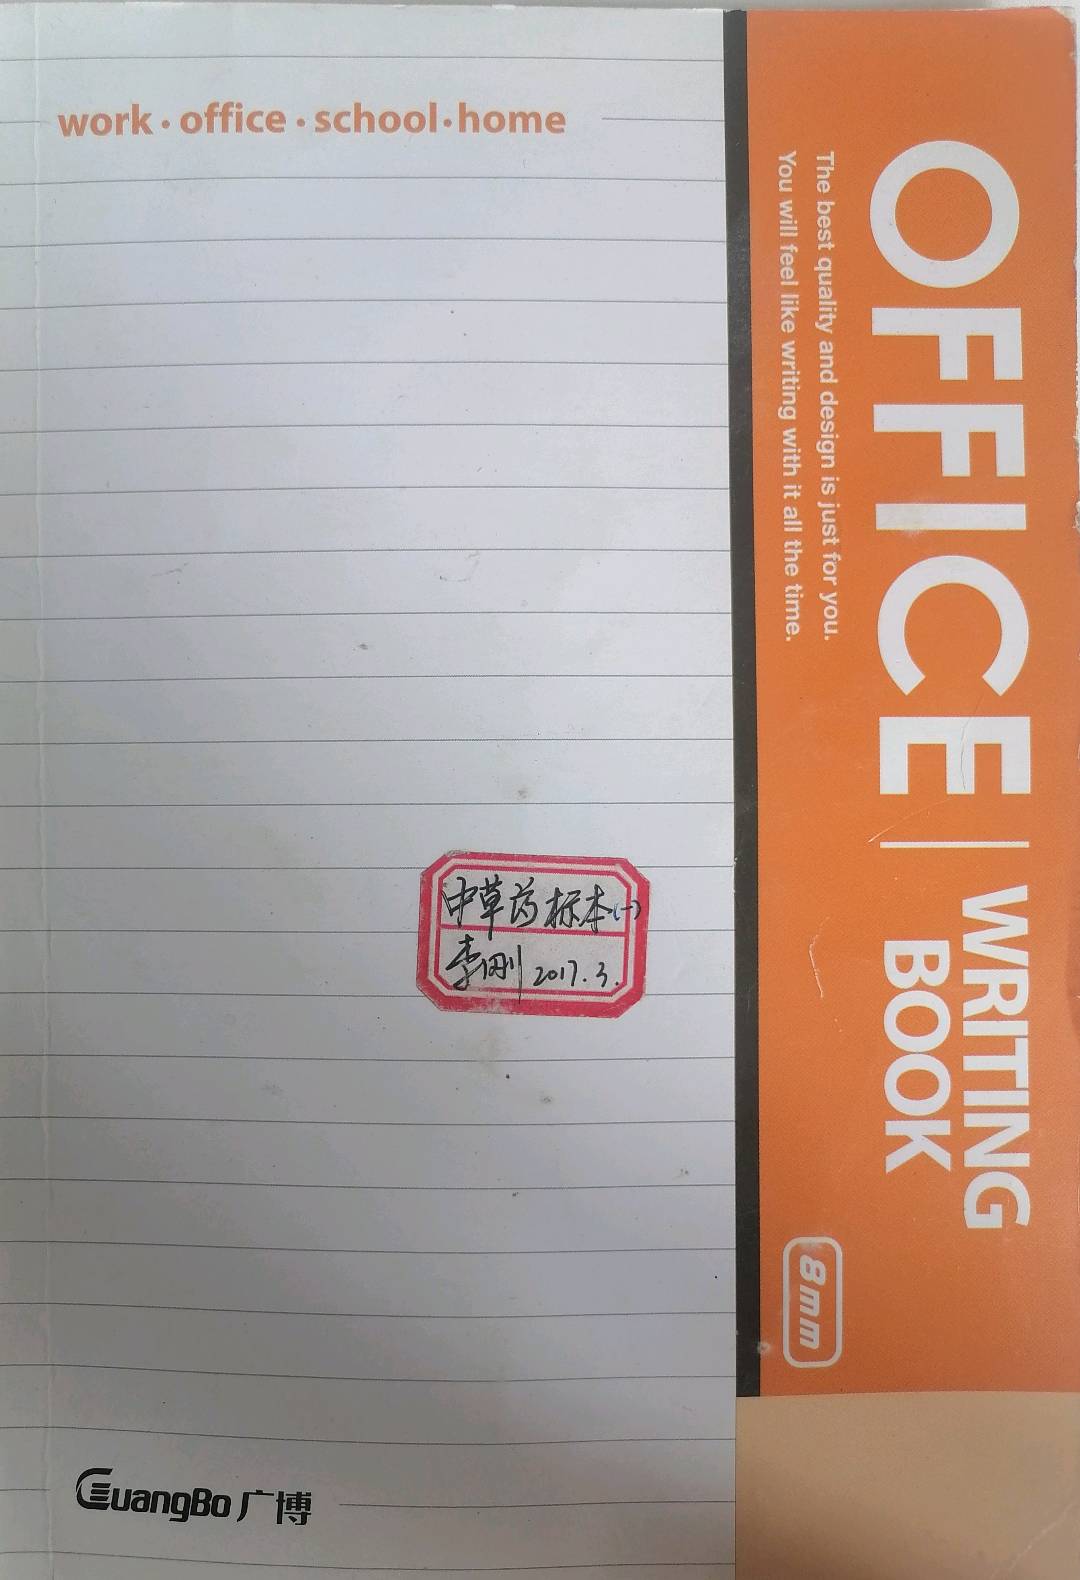 work · office · school · home
OFFICE | WRITING BOOK
The best quality and design is just for you.
You will feel like writing with it all the time.
中草药标本(一)
李刚 2017.3.
8mm
GuangBo 广博